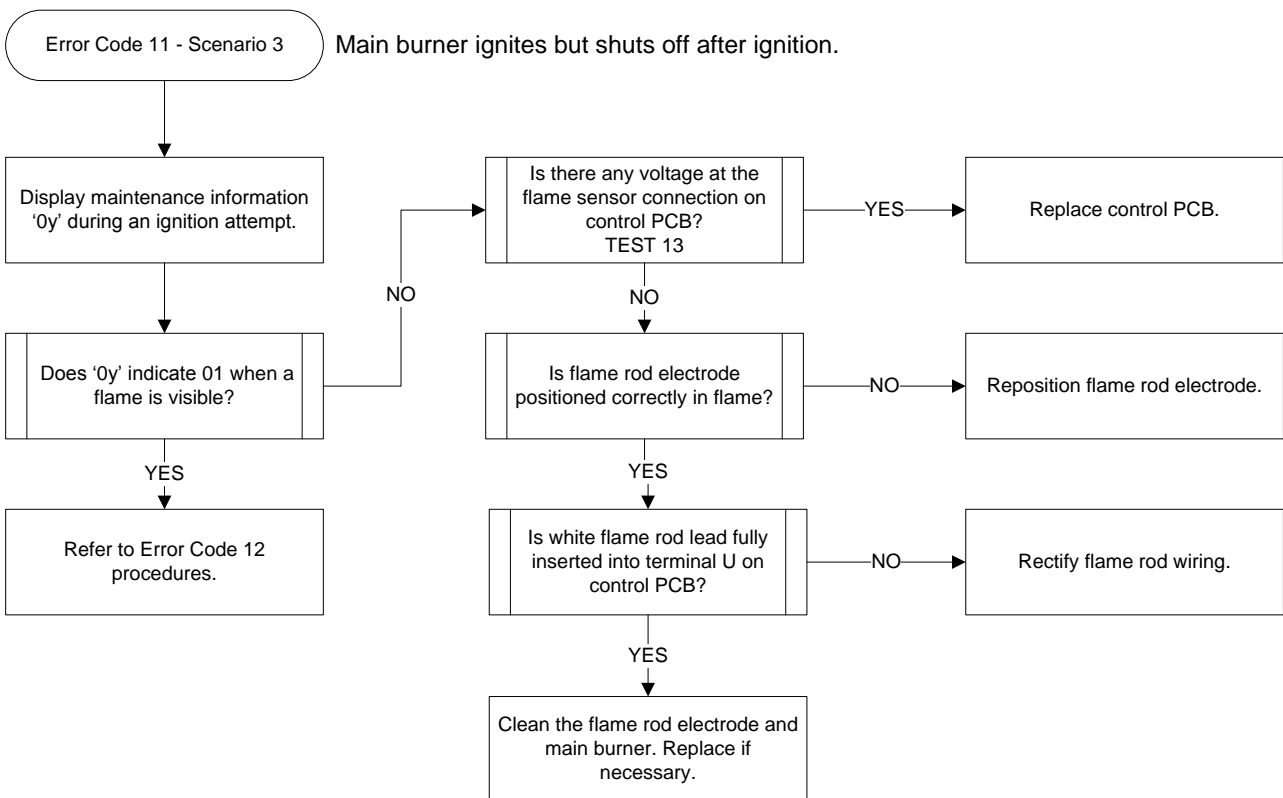 Error Code 11 - Scenario 3
Main burner ignites but shuts off after ignition.
Display maintenance information
‘0y’ during an ignition attempt.
Does ‘0y’ indicate 01 when a
flame is visible?
YES
Refer to Error Code 12
procedures.
NO
Is there any voltage at the
flame sensor connection on
control PCB?
TEST 13
YES
Replace control PCB.
NO
Is flame rod electrode
positioned correctly in flame?
NO
Reposition flame rod electrode.
YES
Is white flame rod lead fully
inserted into terminal U on
control PCB?
NO
Rectify flame rod wiring.
YES
Clean the flame rod electrode and
main burner. Replace if
necessary.